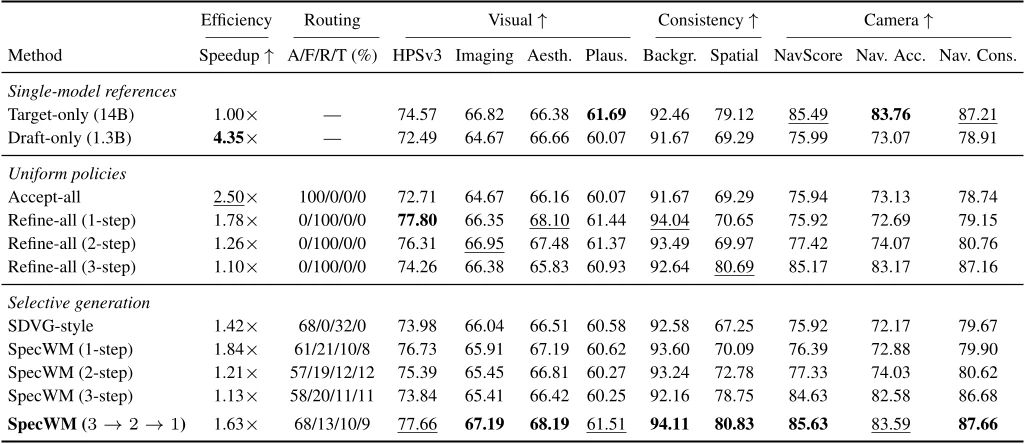 Efficiency Routing Visual ↑ Consistency ↑ Camera ↑
Method Speedup ↑ A/F/R/T (%) HPSv3 Imaging Aesth. Plaus. Backgr. Spatial NavScore Nav. Acc. Nav. Cons.
Single-model references
Target-only (14B) 1.00× — 74.57 66.82 66.38 61.69 92.46 79.12 85.49 83.76 87.21
Draft-only (1.3B) 4.35× — 72.49 64.67 66.66 60.07 91.67 69.29 75.99 73.07 78.91
Uniform policies
Accept-all 2.50× 100/0/0/0 72.71 64.67 66.16 60.07 91.67 69.29 75.94 73.13 78.74
Refine-all (1-step) 1.78× 0/100/0/0 77.80 66.35 68.10 61.44 94.04 70.65 75.92 72.69 79.15
Refine-all (2-step) 1.26× 0/100/0/0 76.31 66.95 67.48 61.37 93.49 69.97 77.42 74.07 80.76
Refine-all (3-step) 1.10× 0/100/0/0 74.26 66.38 65.83 60.93 92.64 80.69 85.17 83.17 87.16
Selective generation
SDVG-style 1.42× 68/0/32/0 73.98 66.04 66.51 60.58 92.58 67.25 75.92 72.17 79.67
SpecWM (1-step) 1.84× 61/21/10/8 76.73 65.91 67.19 60.62 93.60 70.09 76.39 72.88 79.90
SpecWM (2-step) 1.21× 57/19/12/12 75.39 65.45 66.81 60.27 93.24 72.78 77.33 74.03 80.62
SpecWM (3-step) 1.13× 58/20/11/11 73.84 65.41 66.42 60.25 92.16 78.75 84.63 82.58 86.68
SpecWM (3 → 2 → 1) 1.63× 68/13/10/9 77.66 67.19 68.19 61.51 94.11 80.83 85.63 83.59 87.66